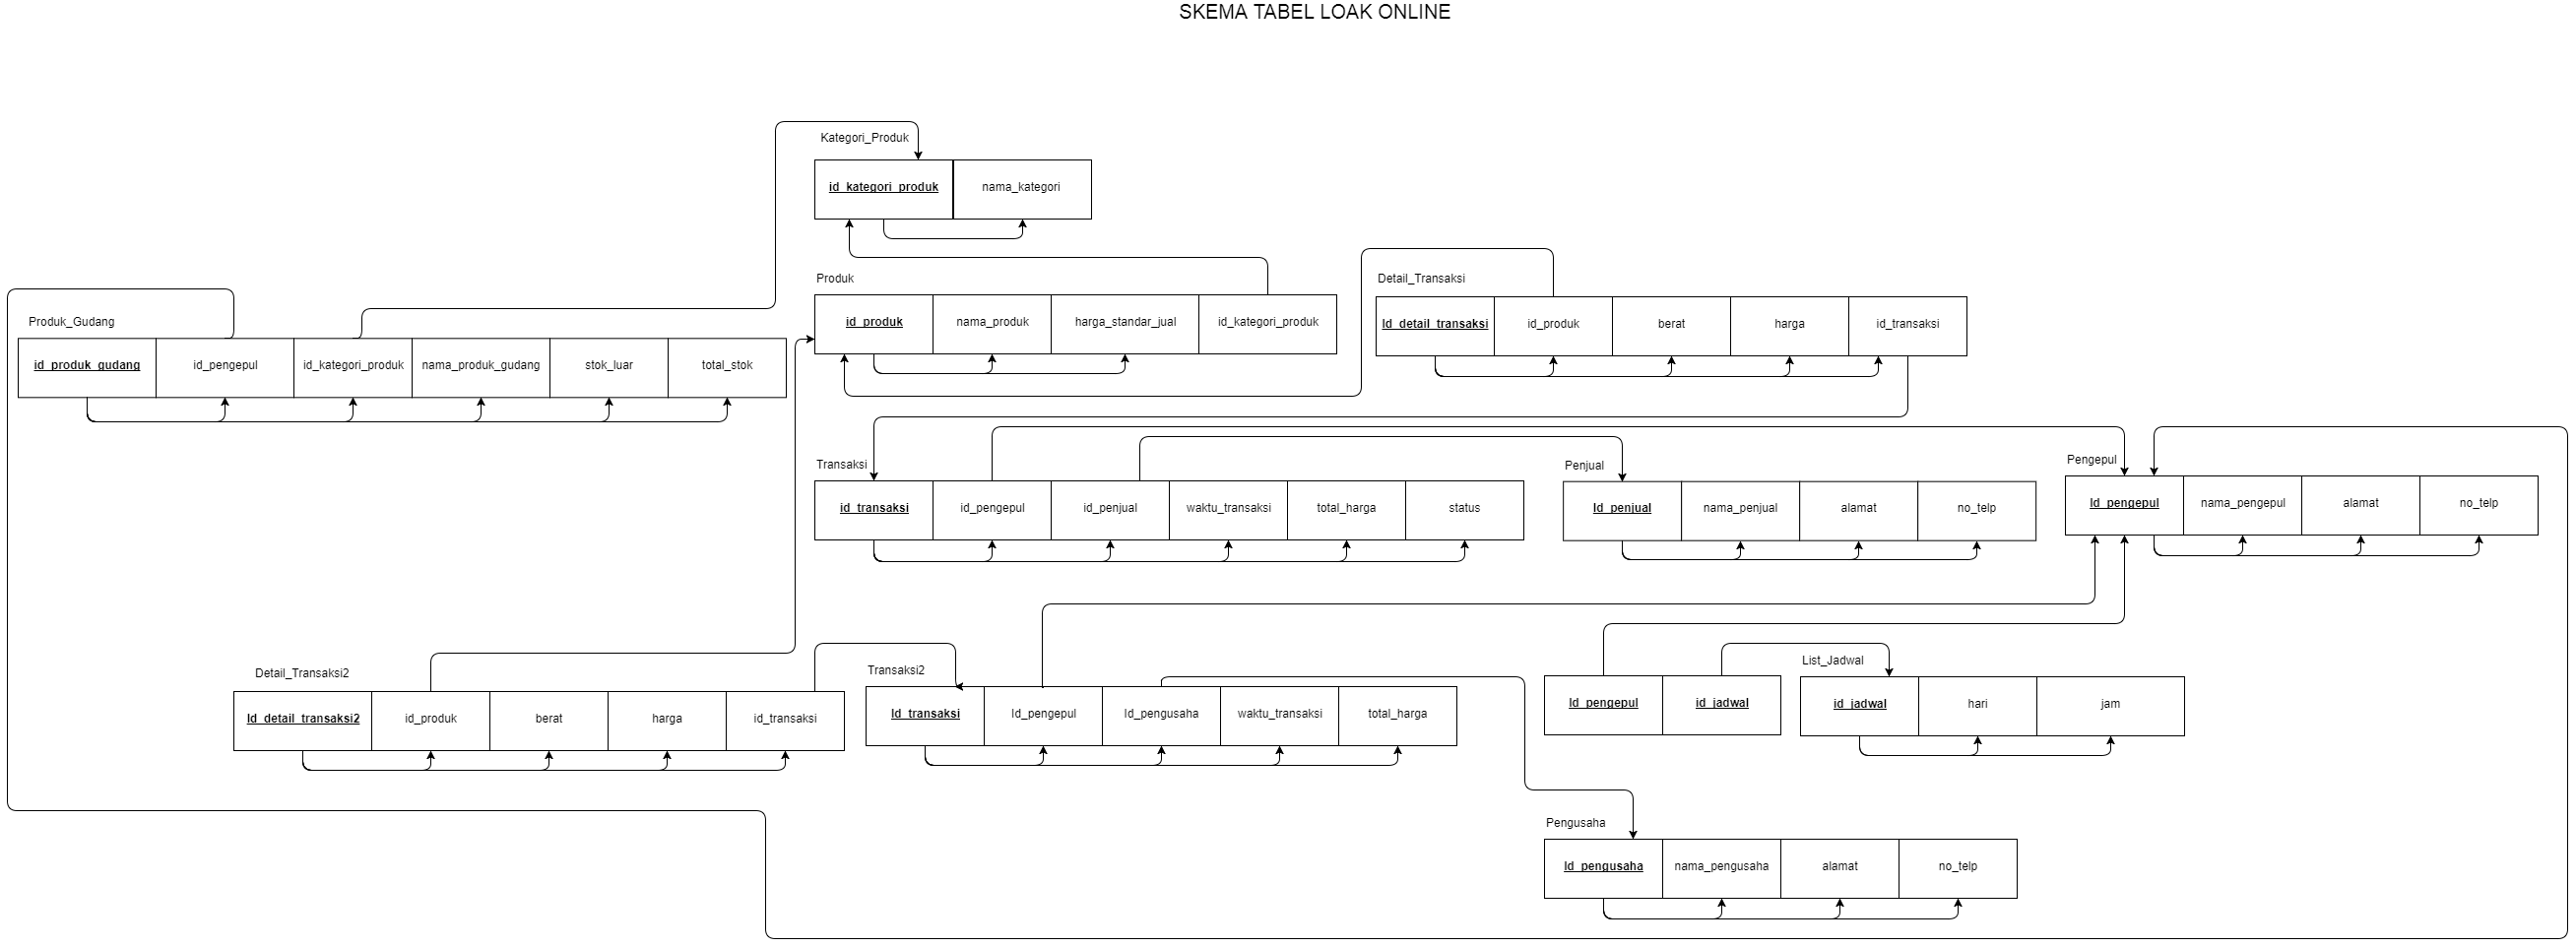 SKEMA TABEL LOAK ONLINE
Kategori_Produk
id_kategori_produk nama_kategori
Produk
id_produk nama_produk harga_standar_jual id_kategori_produk
Detail_Transaksi
Id_detail_transaksi id_produk berat harga id_transaksi
Produk_Gudang
id_produk_gudang id_pengepul id_kategori_produk nama_produk_gudang stok_luar total_stok
Transaksi
id_transaksi id_pengepul id_penjual waktu_transaksi total_harga status
Penjual
Id_penjual nama_penjual alamat no_telp
Pengepul
Id_pengepul nama_pengepul alamat no_telp
Detail_Transaksi2
Id_detail_transaksi2 id_produk berat harga id_transaksi
Transaksi2
Id_transaksi Id_pengepul Id_pengusaha waktu_transaksi total_harga
Id_pengepul id_jadwal
List_Jadwal
id_jadwal hari jam
Pengusaha
Id_pengusaha nama_pengusaha alamat no_telp